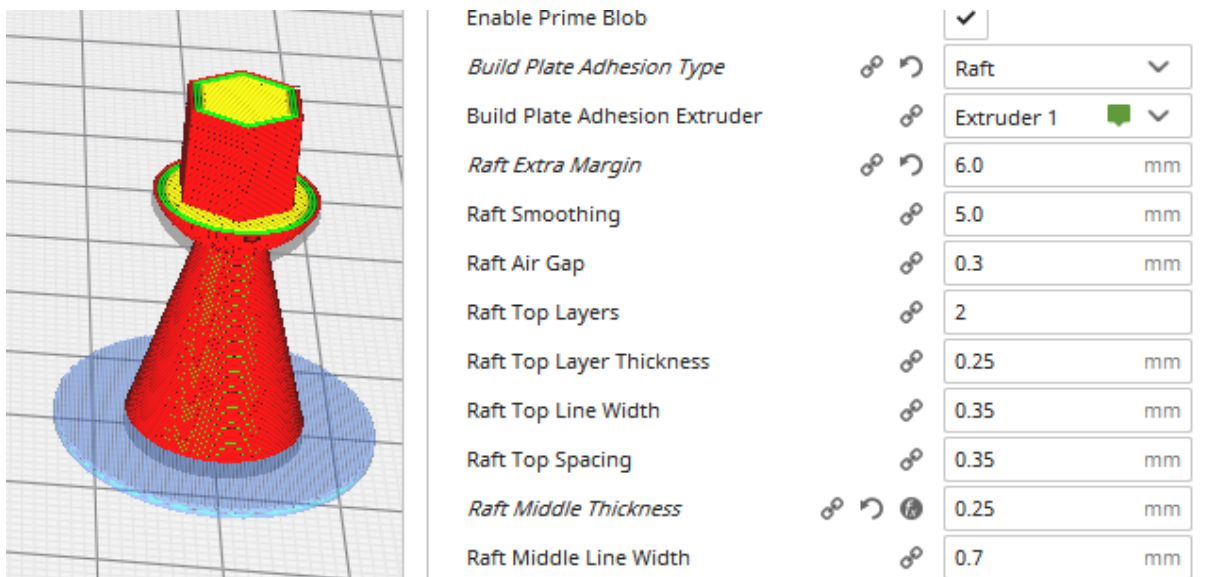 Enable Prime Blob
Build Plate Adhesion Type Raft
Build Plate Adhesion Extruder Extruder 1
Raft Extra Margin 6.0 mm
Raft Smoothing 5.0 mm
Raft Air Gap 0.3 mm
Raft Top Layers 2
Raft Top Layer Thickness 0.25 mm
Raft Top Line Width 0.35 mm
Raft Top Spacing 0.35 mm
Raft Middle Thickness 0.25 mm
Raft Middle Line Width 0.7 mm